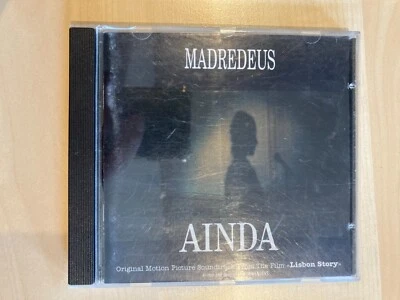 MADREDEUS
AINDA
Original Motion Picture Soundtrack From The Film «Lisbon Story»